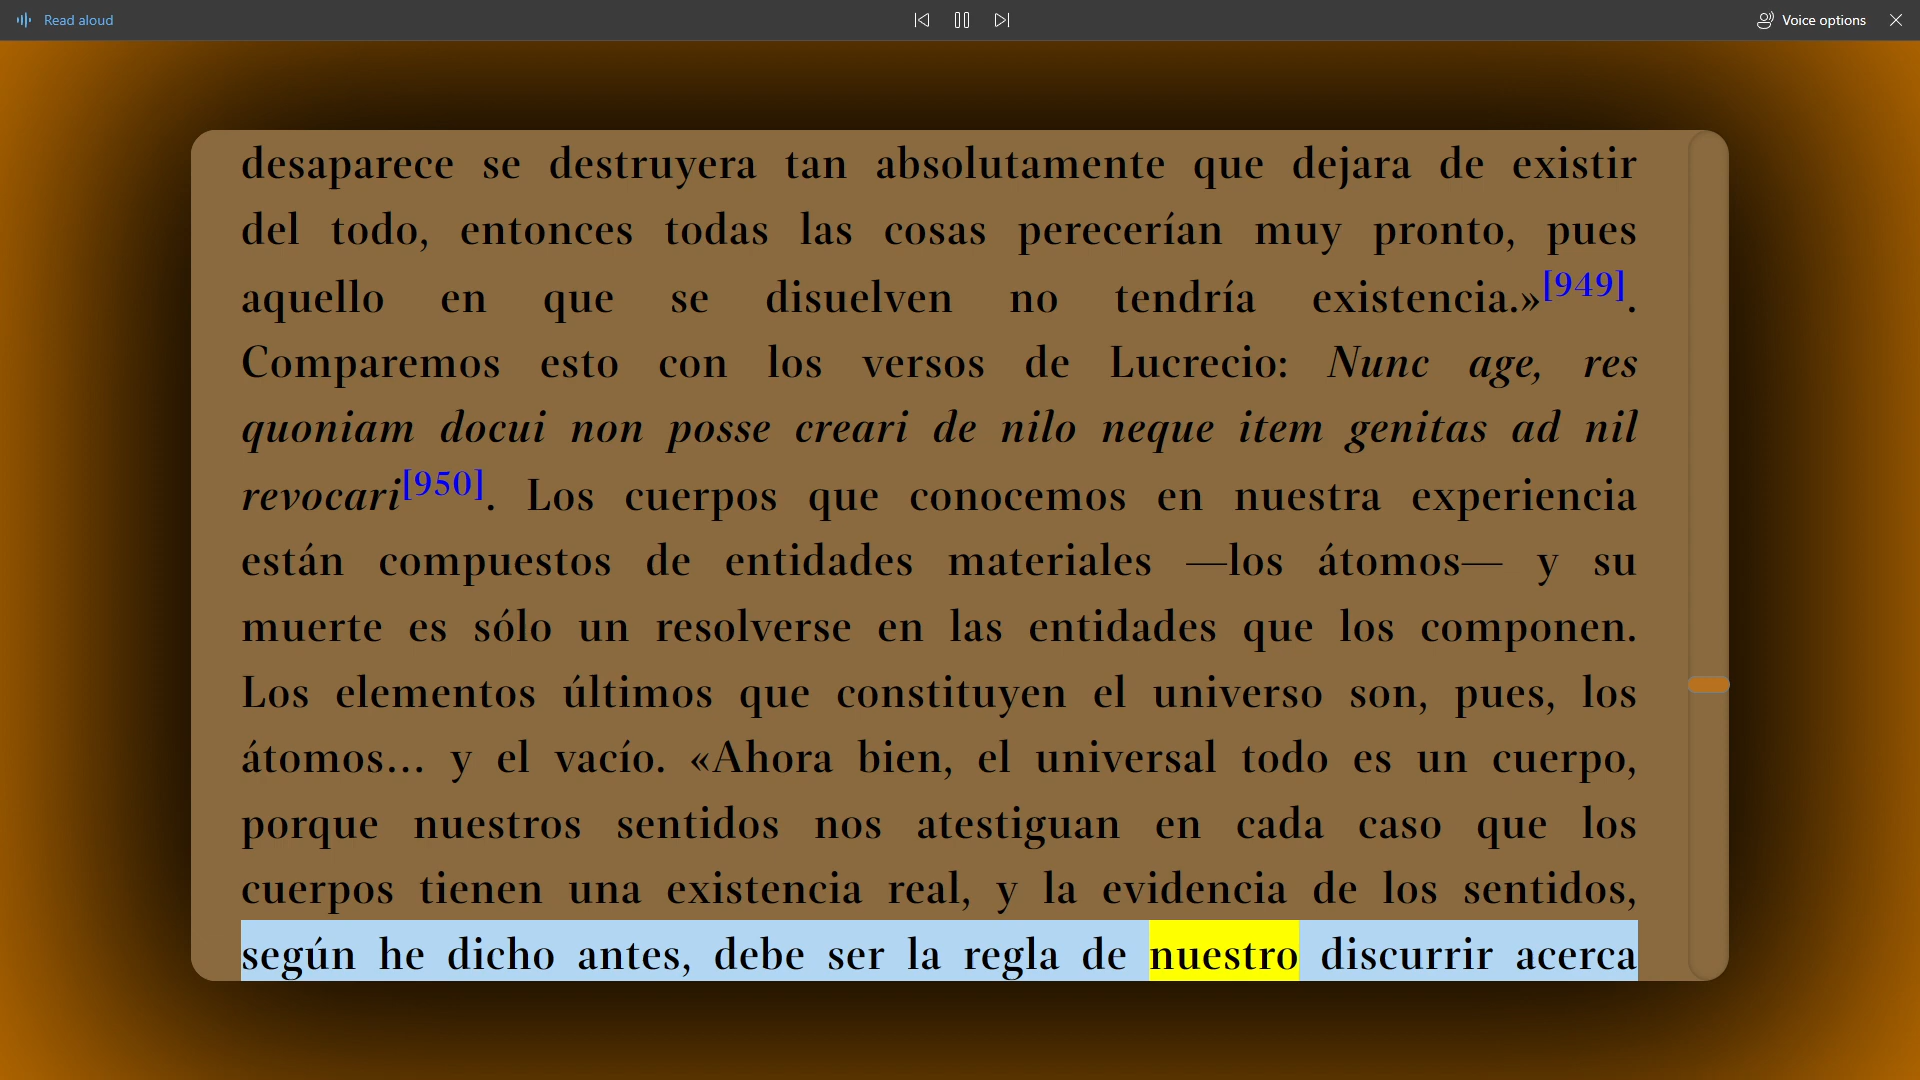 Read aloud
Voice options
desaparece se destruyera tan absolutamente que dejara de existir
del todo, entonces todas las cosas perecerían muy pronto, pues
aquello en que se disuelven no tendría existencia.»[949].
Comparemos esto con los versos de Lucrecio: Nunc age, res
quoniam docui non posse creari de nilo neque item genitas ad nil
revocari[950]. Los cuerpos que conocemos en nuestra experiencia
están compuestos de entidades materiales —los átomos— y su
muerte es sólo un resolverse en las entidades que los componen.
Los elementos últimos que constituyen el universo son, pues, los
átomos... y el vacío. «Ahora bien, el universal todo es un cuerpo,
porque nuestros sentidos nos atestiguan en cada caso que los
cuerpos tienen una existencia real, y la evidencia de los sentidos,
según he dicho antes, debe ser la regla de nuestro discurrir acerca